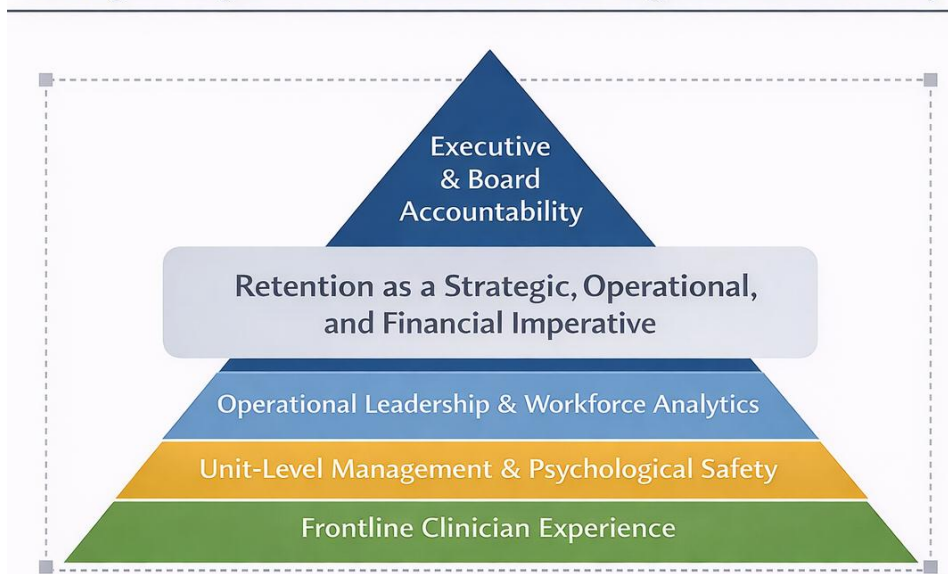 Executive
& Board
Accountability
Retention as a Strategic, Operational,
and Financial Imperative
Operational Leadership & Workforce Analytics
Unit-Level Management & Psychological Safety
Frontline Clinician Experience